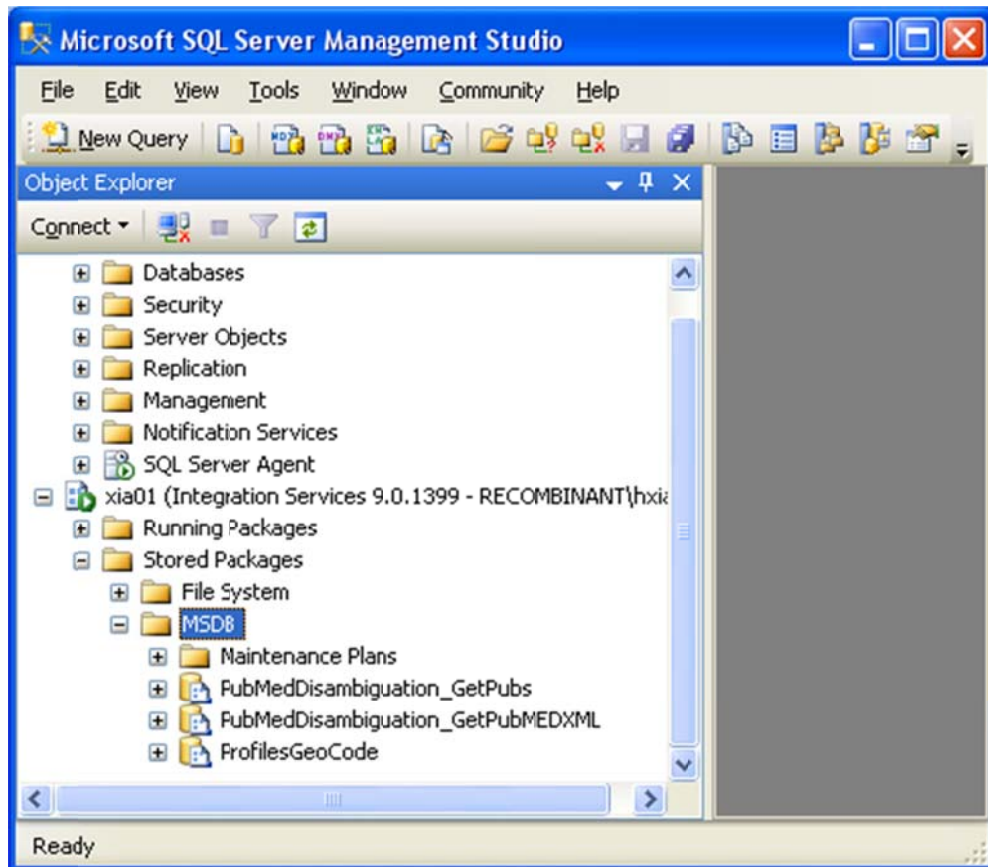 Microsoft SQL Server Management Studio
File Edit View Tools Window Community Help
New Query
Object Explorer
Connect
Databases
Security
Server Objects
Replication
Management
Notification Services
SQL Server Agent
xia01 (Integration Services 9.0.1399 - RECOMBINANT\hxia
Running Packages
Stored Packages
File System
MSDB
Maintenance Plans
PubMedDisambiguation_GetPubs
PubMedDisambiguation_GetPubMEDXML
ProfilesGeoCode
Ready